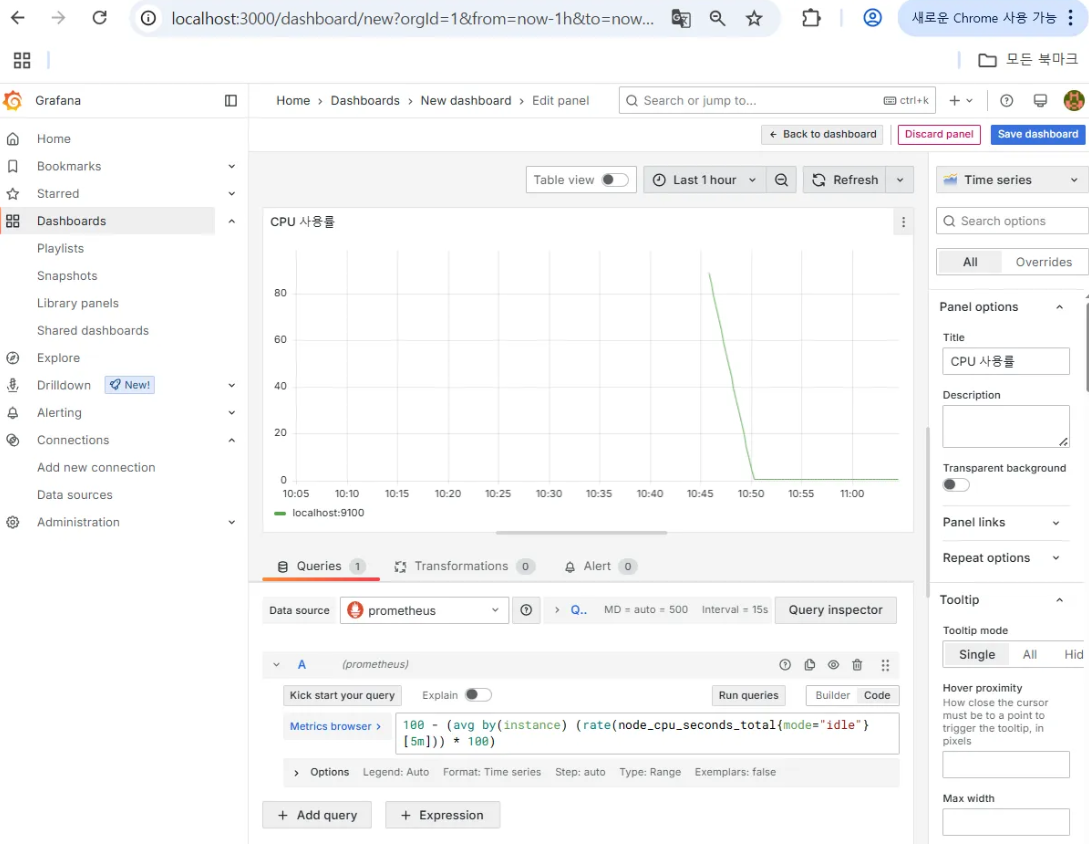 localhost:3000/dashboard/new?orgId=1&from=now-1h&to=now...
새로운 Chrome 사용 가능
모든 북마크
Grafana
Home › Dashboards › New dashboard › Edit panel
Search or jump to...
ctrl+k
Back to dashboard
Discard panel
Save dashboard
Home
Bookmarks
Starred
Dashboards
Playlists
Snapshots
Library panels
Shared dashboards
Explore
Drilldown
New!
Alerting
Connections
Add new connection
Data sources
Administration
Table view
Last 1 hour
Refresh
CPU 사용률
80
60
40
20
0
10:05 10:10 10:15 10:20 10:25 10:30 10:35 10:40 10:45 10:50 10:55 11:00
localhost:9100
Queries 1
Transformations 0
Alert 0
Data source
prometheus
Q..
MD = auto = 500
Interval = 15s
Query inspector
A
(prometheus)
Kick start your query
Explain
Run queries
Builder
Code
Metrics browser >
100 - (avg by(instance) (rate(node_cpu_seconds_total{mode="idle"}
[5m])) * 100)
Options
Legend: Auto
Format: Time series
Step: auto
Type: Range
Exemplars: false
+ Add query
+ Expression
Time series
Search options
All
Overrides
Panel options
Title
CPU 사용률
Description
Transparent background
Panel links
Repeat options
Tooltip
Tooltip mode
Single
All
Hid
Hover proximity
How close the cursor
must be to a point to
trigger the tooltip, in
pixels
Max width